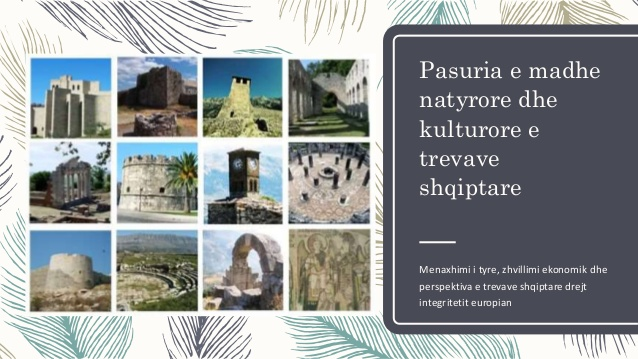 Pasuria e madhe
natyrore dhe
kulturore e
trevave
shqiptare
Menaxhimi i tyre, zhvillimi ekonomik dhe
perspektiva e trevave shqiptare drejt
integritetit europian